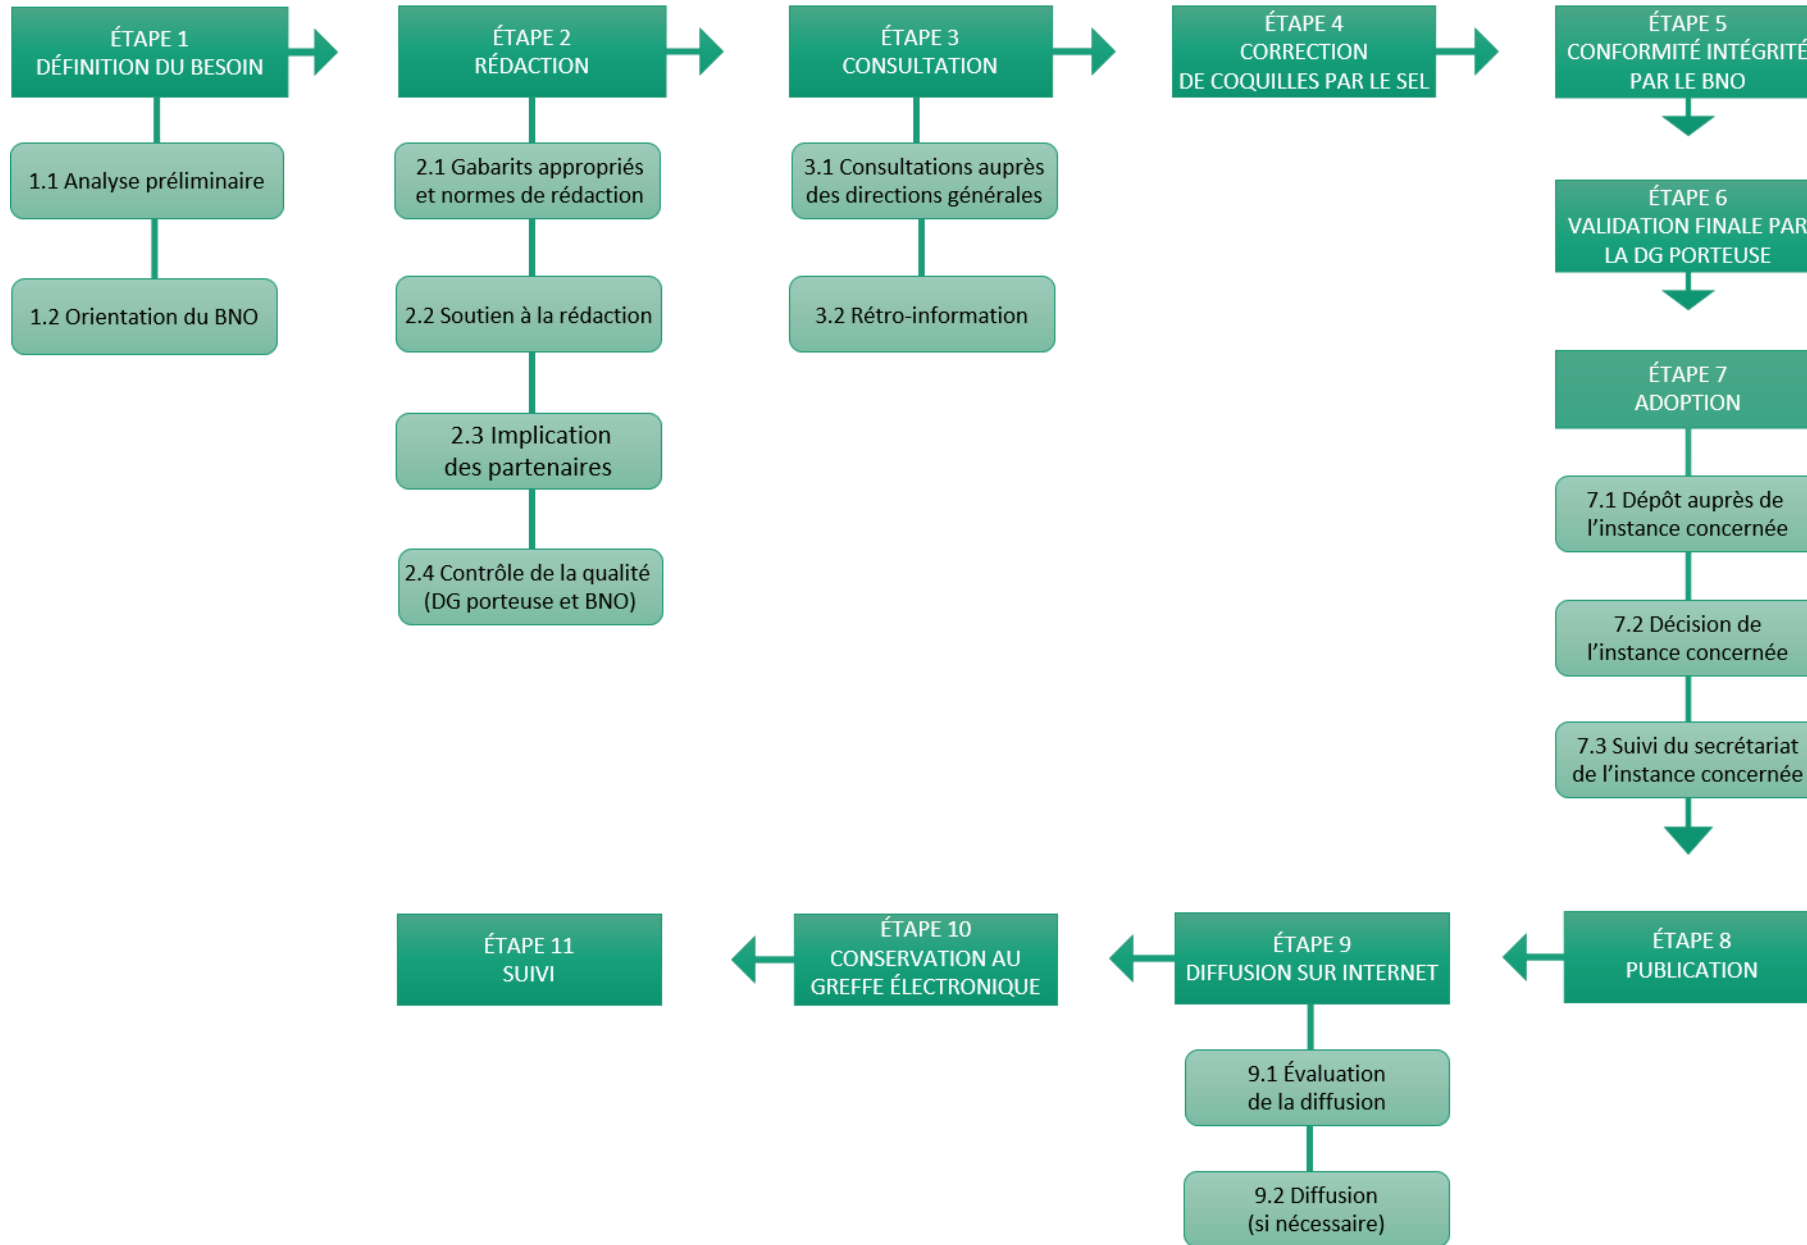 ÉTAPE 1
DÉFINITION DU BESOIN
1.1 Analyse préliminaire
1.2 Orientation du BNO
ÉTAPE 2
RÉDACTION
2.1 Gabarits appropriés
et normes de rédaction
2.2 Soutien à la rédaction
2.3 Implication
des partenaires
2.4 Contrôle de la qualité
(DG porteuse et BNO)
ÉTAPE 3
CONSULTATION
3.1 Consultations auprès
des directions générales
3.2 Rétro-information
ÉTAPE 4
CORRECTION
DE COQUILLES PAR LE SEL
ÉTAPE 5
CONFORMITÉ INTÉGRITÉ
PAR LE BNO
ÉTAPE 6
VALIDATION FINALE PAR
LA DG PORTEUSE
ÉTAPE 7
ADOPTION
7.1 Dépôt auprès de
l’instance concernée
7.2 Décision de
l’instance concernée
7.3 Suivi du secrétariat
de l’instance concernée
ÉTAPE 8
PUBLICATION
ÉTAPE 9
DIFFUSION SUR INTERNET
9.1 Évaluation
de la diffusion
9.2 Diffusion
(si nécessaire)
ÉTAPE 10
CONSERVATION AU
GREFFE ÉLECTRONIQUE
ÉTAPE 11
SUIVI